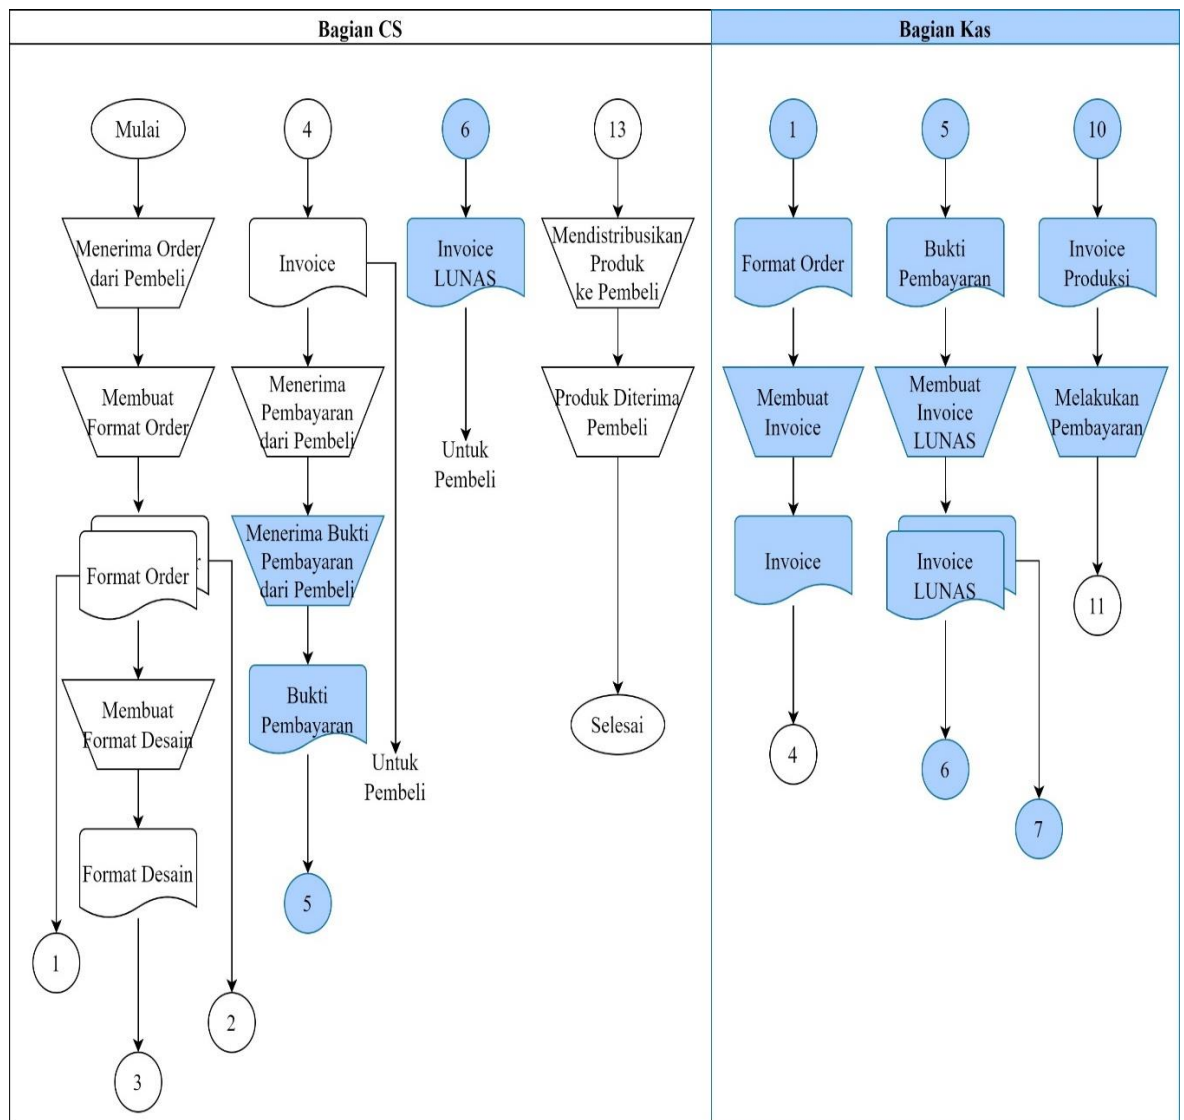 Bagian CS
Mulai
Menerima Order
dari Pembeli
Membuat
Format Order
Format Order
Membuat
Format Desain
Format Desain
1
2
3
4
Invoice
Menerima
Pembayaran
dari Pembeli
Menerima Bukti
Pembayaran
dari Pembeli
Bukti
Pembayaran
5
Untuk
Pembeli
6
Invoice
LUNAS
Untuk
Pembeli
13
Mendistribusikan
Produk
ke Pembeli
Produk Diterima
Pembeli
Selesai
Bagian Kas
1
Format Order
Membuat
Invoice
Invoice
4
5
Bukti
Pembayaran
Membuat
Invoice
LUNAS
Invoice
LUNAS
6
7
10
Invoice
Produksi
Melakukan
Pembayaran
11